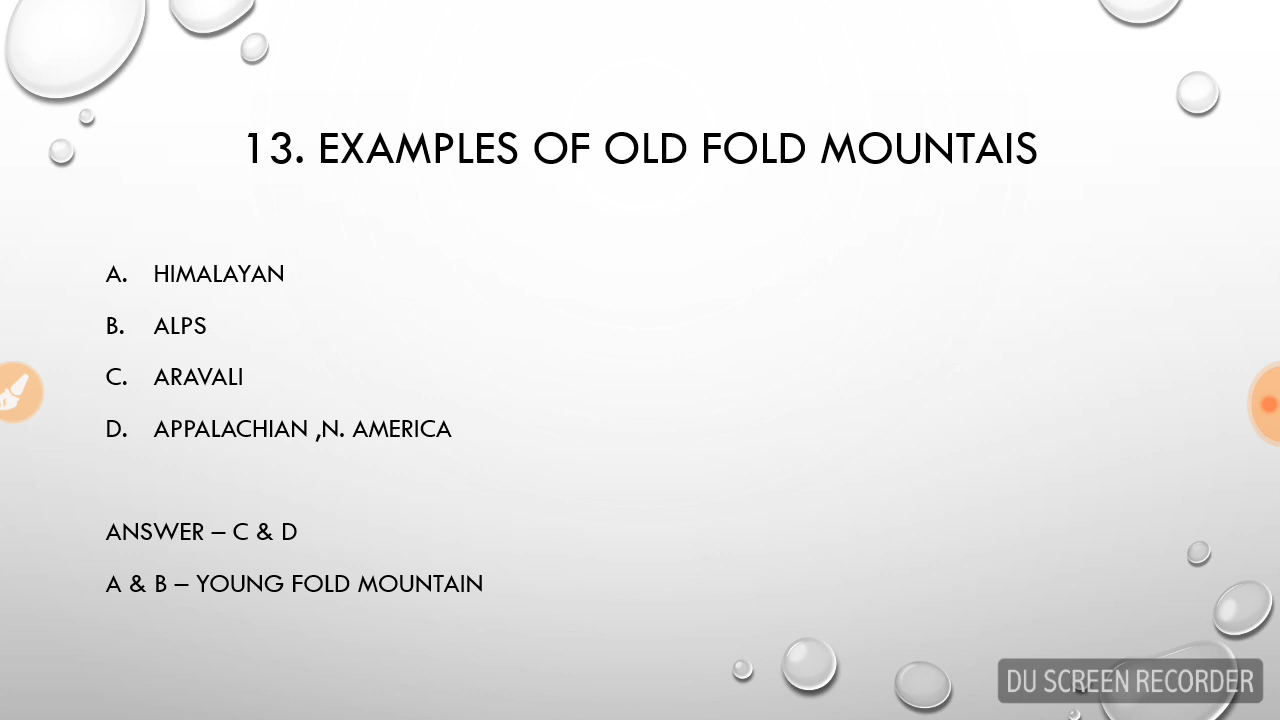 13. EXAMPLES OF OLD FOLD MOUNTAIS
A. HIMALAYAN
B. ALPS
C. ARAVALI
D. APPALACHIAN ,N. AMERICA
ANSWER – C & D
A & B – YOUNG FOLD MOUNTAIN
DU SCREEN RECORDER